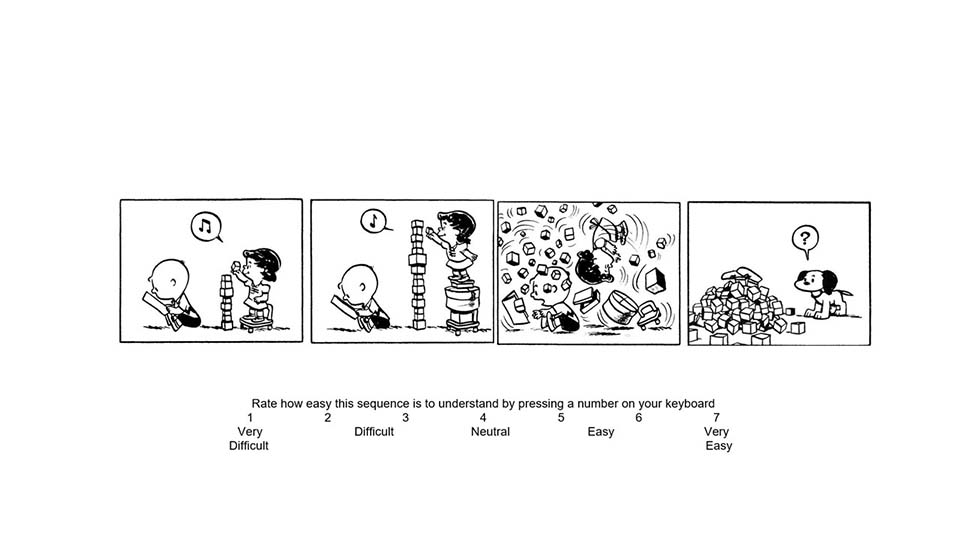 ♫
♪
?
Rate how easy this sequence is to understand by pressing a number on your keyboard
1 2 3 4 5 6 7
Very Difficult Neutral Easy Very
Difficult Easy